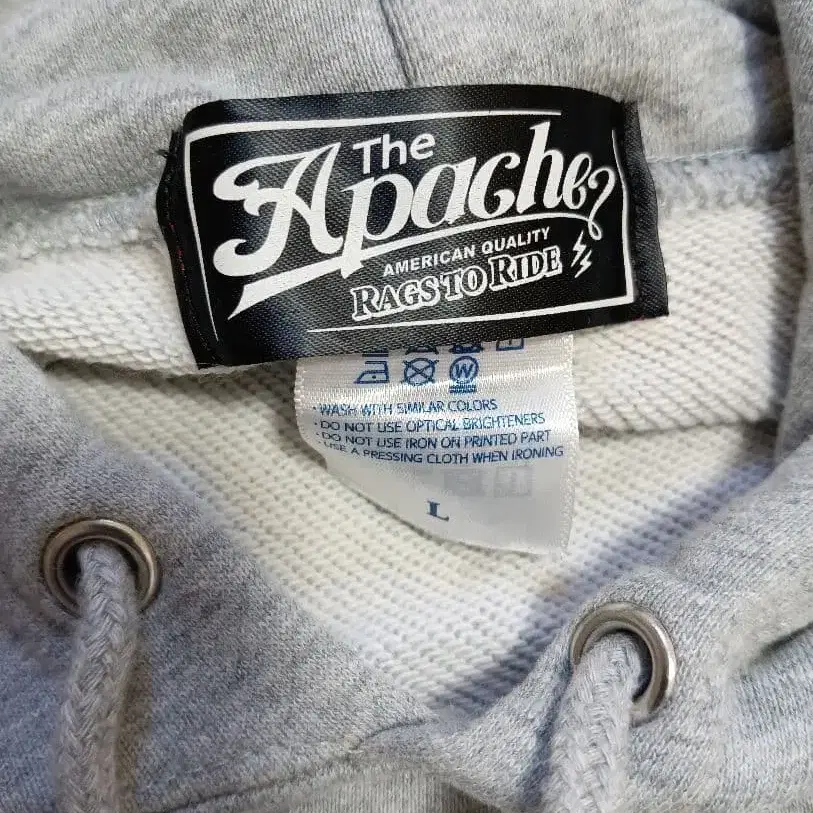 The
Apache
AMERICAN QUALITY
RAGS TO RIDE
W
· WASH WITH SIMILAR COLORS
· DO NOT USE OPTICAL BRIGHTENERS
· DO NOT USE IRON ON PRINTED PART
· USE A PRESSING CLOTH WHEN IRONING
L